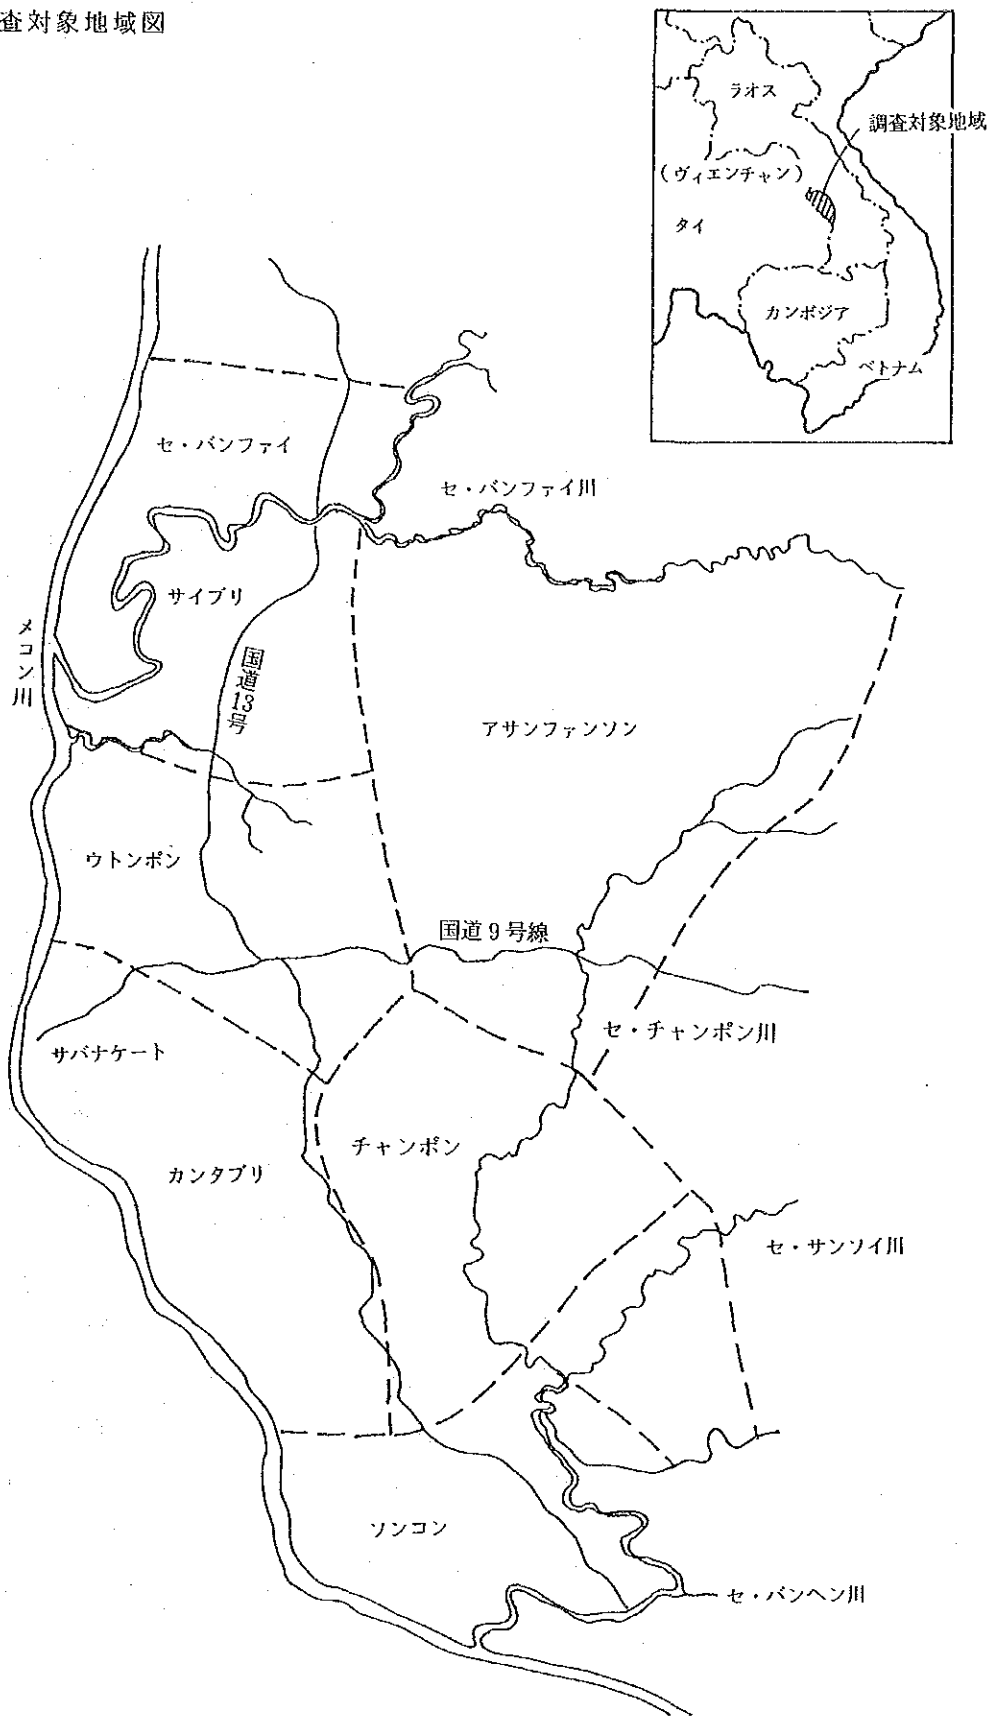 査対象地域図
ラオス
調査対象地域
(ヴィエンチャン)
タイ
カンボジア
ベトナム
セ・バンファイ
セ・バンファイ川
サイブリ
メコン川
国道13号
アサンファンソン
ウトンポン
国道9号線
サバナケート
セ・チャンポン川
チャンポン
カンタブリ
セ・サンソイ川
ソンコン
セ・バンヘン川